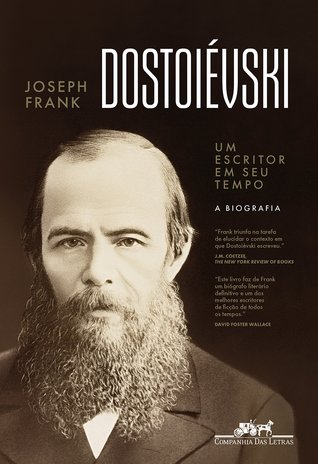 JOSEPH
FRANK
DOSTOIÉVSKI
UM
ESCRITOR
EM SEU
TEMPO
A BIOGRAFIA
"Frank triunfa na tarefa
de elucidar o contexto em
que Dostoiévski escreveu."
J.M. COETZEE,
THE NEW YORK REVIEW OF BOOKS
"Este livro faz de Frank
um biógrafo literário
definitivo e um dos
melhores escritores
de ficção de todos
os tempos."
DAVID FOSTER WALLACE
COMPANHIA DAS LETRAS